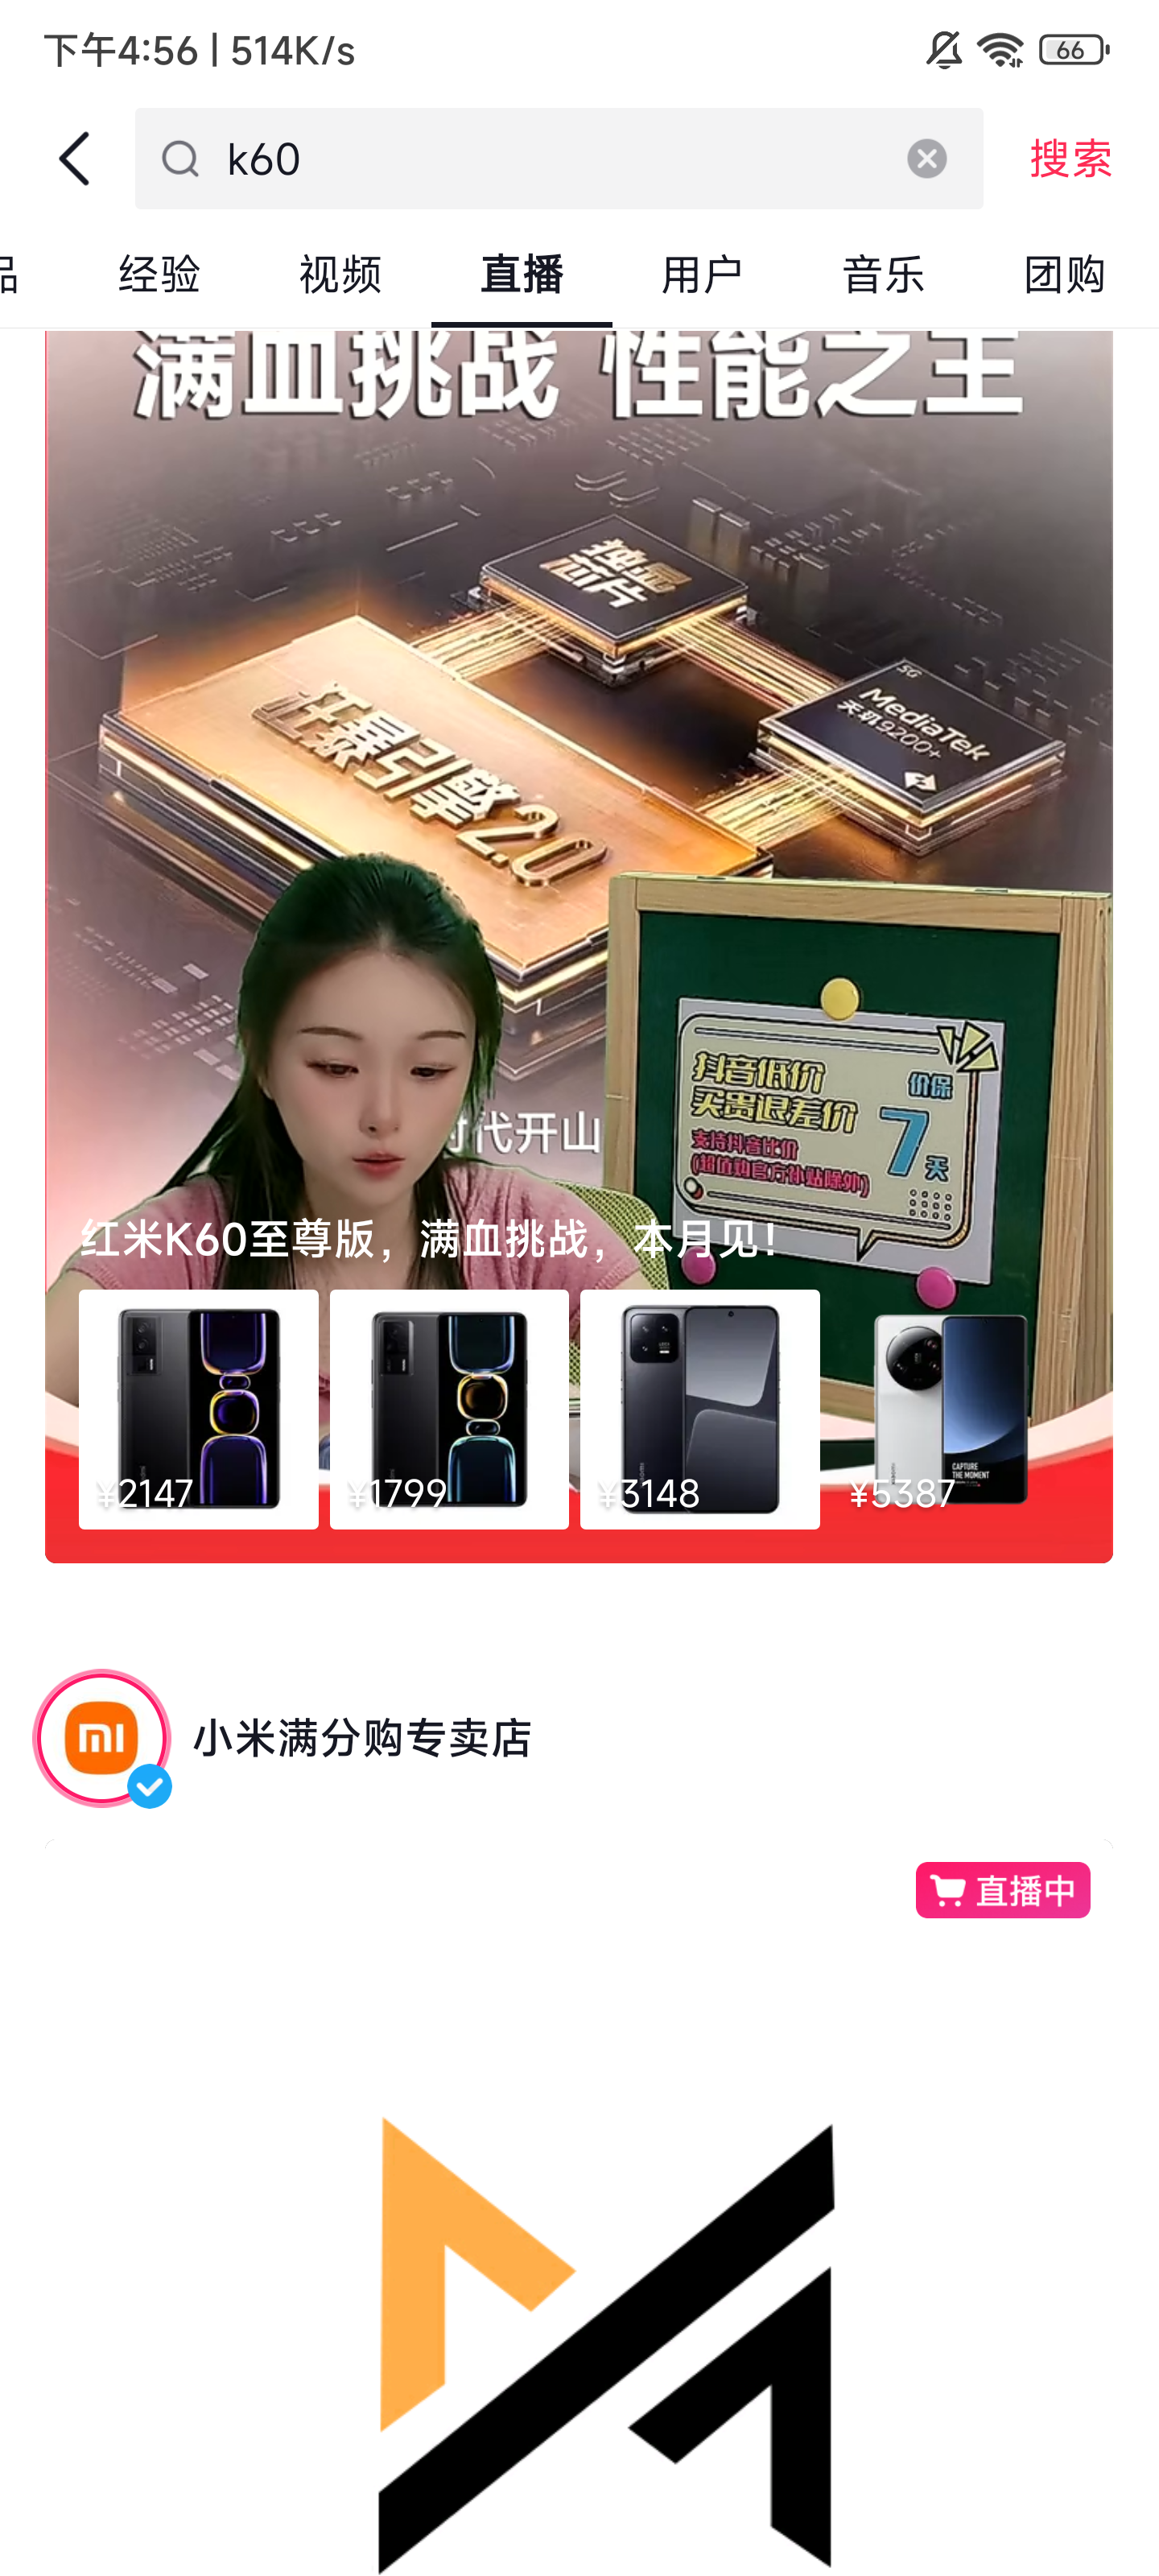 下午4:56 | 514K/s
66
k60
搜索
品 经验 视频 直播 用户 音乐 团购
满血挑战 性能之王
独显
芯片
5G
MediaTek
天玑9200+
狂暴引擎2.0
抖音低价
买贵退差价
价保
7天
支持抖音比价
(超值购官方补贴除外)
时代开山
红米K60至尊版，满血挑战，本月见！
CAPTURE
THE MOMENT
¥2147
¥1799
¥3148
¥5387
小米满分购专卖店
直播中